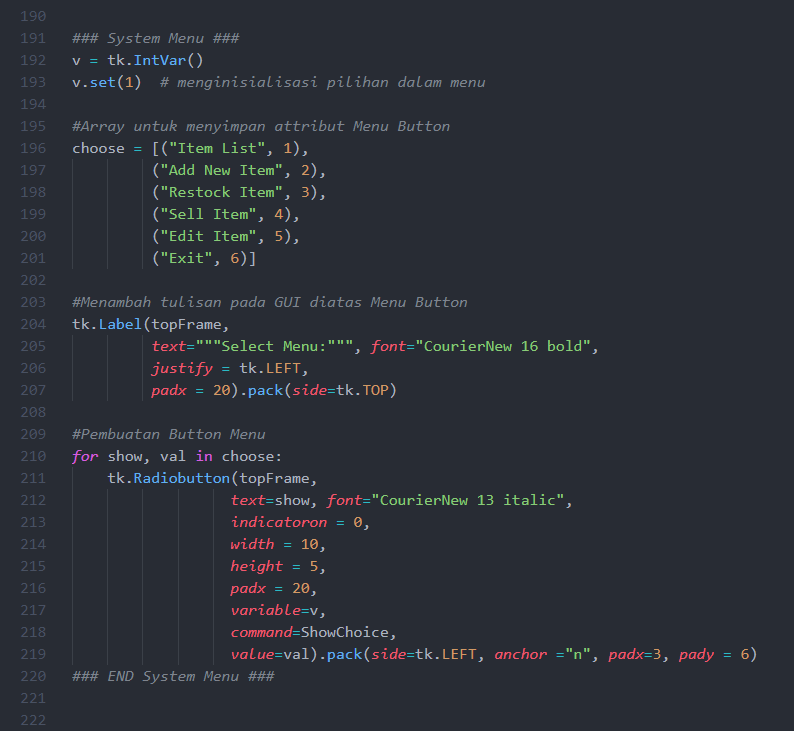 190
191 ### System Menu ###
192 v = tk.IntVar()
193 v.set(1)  # menginisialisasi pilihan dalam menu
194
195 #Array untuk menyimpan attribut Menu Button
196 choose = [("Item List", 1),
197          ("Add New Item", 2),
198          ("Restock Item", 3),
199          ("Sell Item", 4),
200          ("Edit Item", 5),
201          ("Exit", 6)]
202
203 #Menambah tulisan pada GUI diatas Menu Button
204 tk.Label(topFrame,
205          text="""Select Menu:""", font="CourierNew 16 bold",
206          justify = tk.LEFT,
207          padx = 20).pack(side=tk.TOP)
208
209 #Pembuatan Button Menu
210 for show, val in choose:
211     tk.Radiobutton(topFrame,
212                   text=show, font="CourierNew 13 italic",
213                   indicatoron = 0,
214                   width = 10,
215                   height = 5,
216                   padx = 20,
217                   variable=v,
218                   command=ShowChoice,
219                   value=val).pack(side=tk.LEFT, anchor ="n", padx=3, pady = 6)
220 ### END System Menu ###
221
222